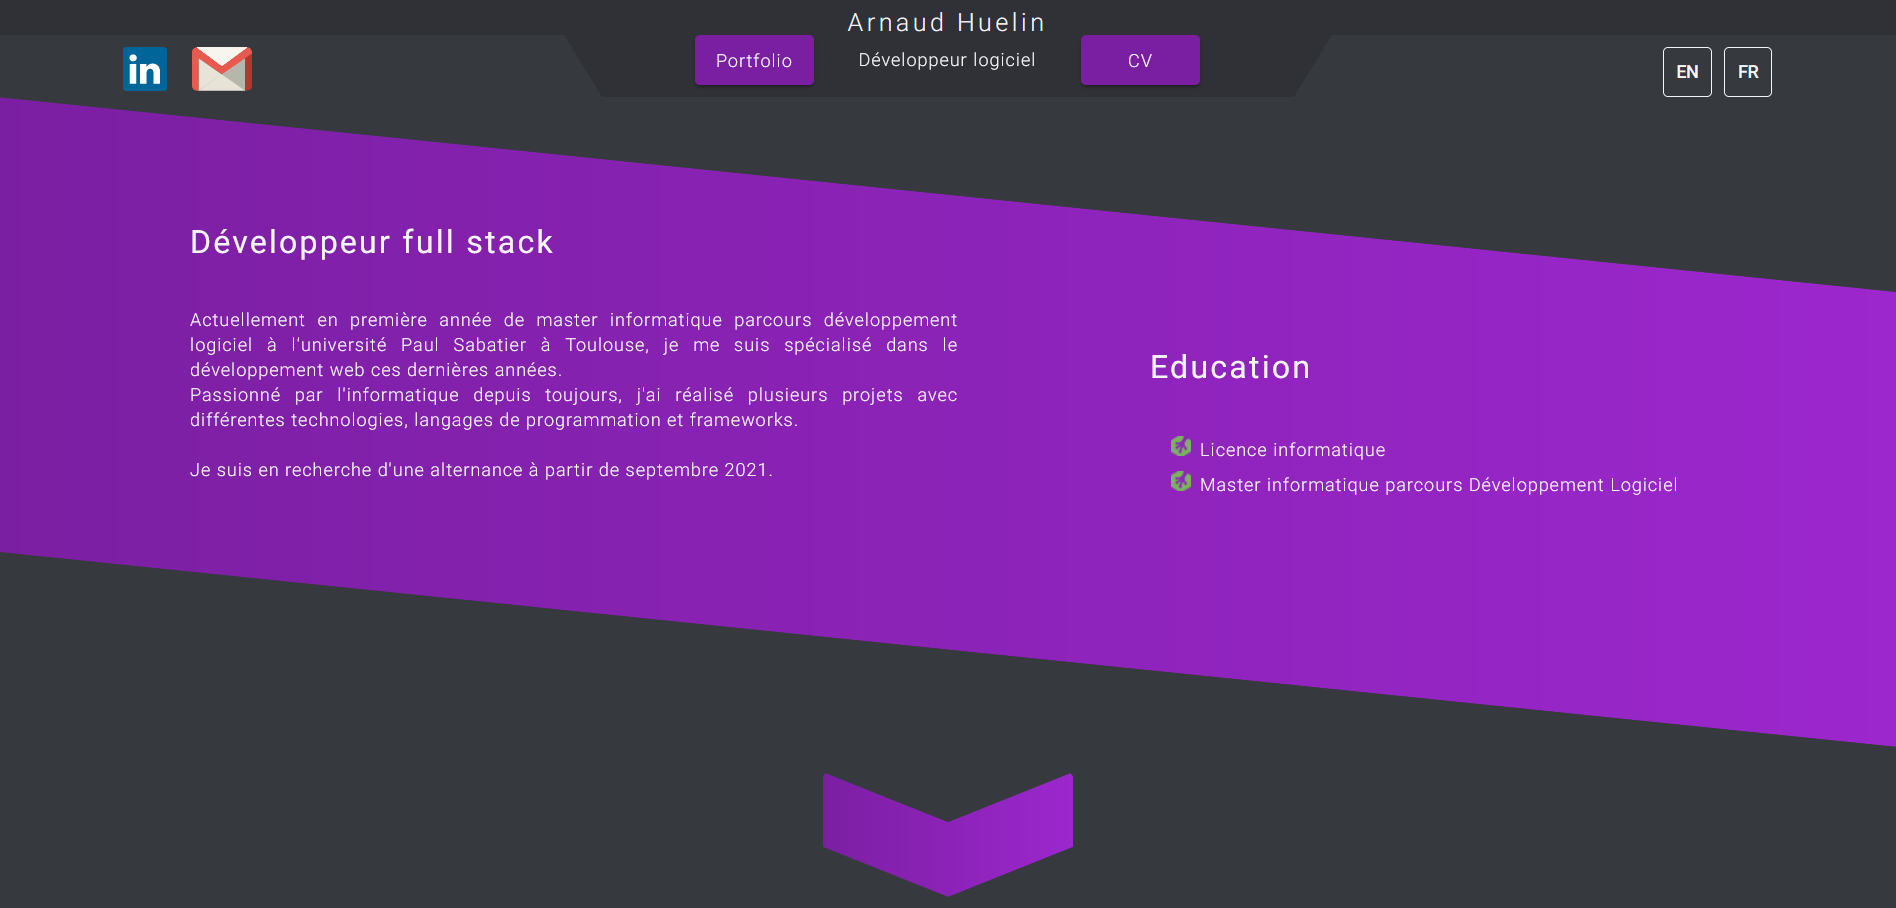 Arnaud Huelin
Portfolio
Développeur logiciel
CV
in
EN
FR
Développeur full stack
Actuellement en première année de master informatique parcours développement
logiciel à l'université Paul Sabatier à Toulouse, je me suis spécialisé dans le
développement web ces dernières années.
Passionné par l'informatique depuis toujours, j'ai réalisé plusieurs projets avec
différentes technologies, langages de programmation et frameworks.
Je suis en recherche d'une alternance à partir de septembre 2021.
Education
Licence informatique
Master informatique parcours Développement Logiciel